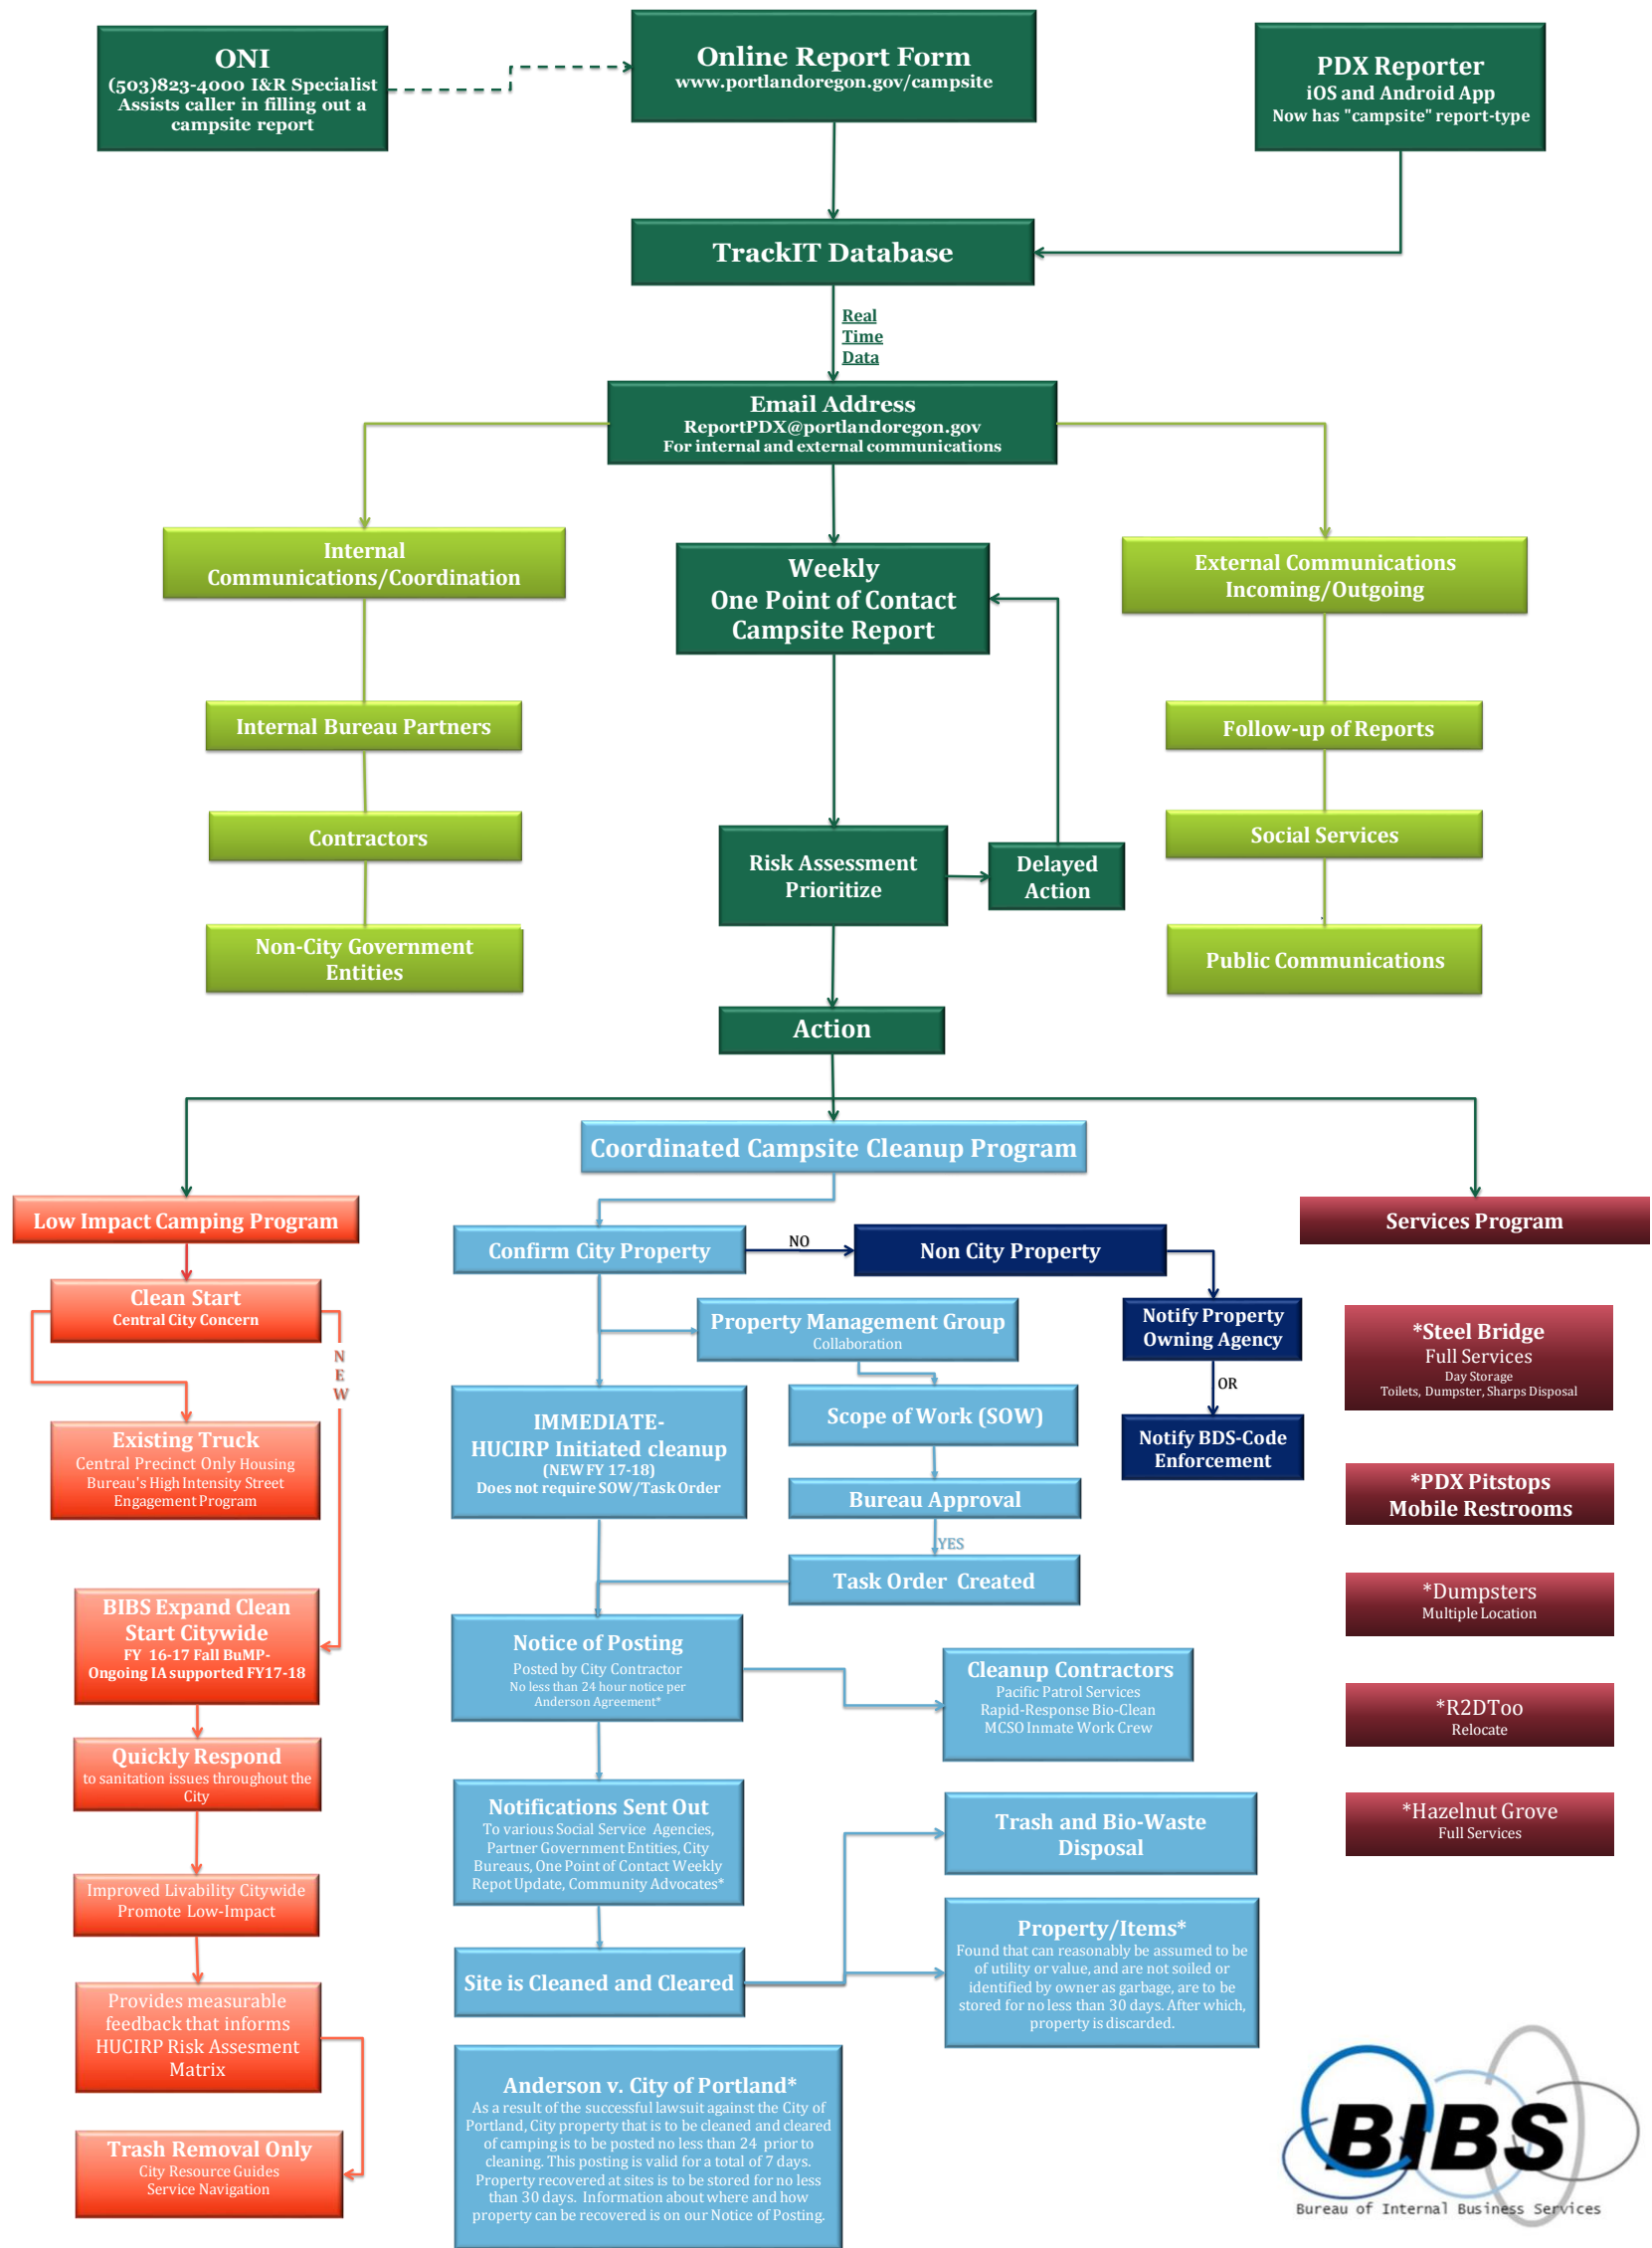 ONI
(503)823-4000 I&R Specialist
Assists caller in filling out a
campsite report
Online Report Form
www.portlandoregon.gov/campsite
PDX Reporter
iOS and Android App
Now has "campsite" report-type
TrackIT Database
Real
Time
Data
Email Address
ReportPDX@portlandoregon.gov
For internal and external communications
Internal
Communications/Coordination
Weekly
One Point of Contact
Campsite Report
External Communications
Incoming/Outgoing
Internal Bureau Partners
Follow-up of Reports
Contractors
Social Services
Risk Assessment
Prioritize
Delayed
Action
Non-City Government
Entities
Public Communications
Action
Coordinated Campsite Cleanup Program
Low Impact Camping Program
Services Program
Confirm City Property
NO
Non City Property
Clean Start
Central City Concern
N
E
W
Property Management Group
Collaboration
Notify Property
Owning Agency
OR
Notify BDS-Code
Enforcement
*Steel Bridge
Full Services
Day Storage
Toilets, Dumpster, Sharps Disposal
Existing Truck
Central Precinct Only Housing
Bureau's High Intensity Street
Engagement Program
IMMEDIATE-
HUCIRP Initiated cleanup
(NEW FY 17-18)
Does not require SOW/Task Order
Scope of Work (SOW)
Bureau Approval
YES
Task Order Created
*PDX Pitstops
Mobile Restrooms
*Dumpsters
Multiple Location
BIBS Expand Clean
Start Citywide
FY 16-17 Fall BuMP-
Ongoing IA supported FY17-18
Notice of Posting
Posted by City Contractor
No less than 24 hour notice per
Anderson Agreement*
Cleanup Contractors
Pacific Patrol Services
Rapid-Response Bio-Clean
MCSO Inmate Work Crew
*R2DToo
Relocate
Quickly Respond
to sanitation issues throughout the
City
Notifications Sent Out
To various Social Service Agencies,
Partner Government Entities, City
Bureaus, One Point of Contact Weekly
Repot Update, Community Advocates*
Trash and Bio-Waste
Disposal
*Hazelnut Grove
Full Services
Improved Livability Citywide
Promote Low-Impact
Site is Cleaned and Cleared
Property/Items*
Found that can reasonably be assumed to be
of utility or value, and are not soiled or
identified by owner as garbage, are to be
stored for no less than 30 days. After which,
property is discarded.
Provides measurable
feedback that informs
HUCIRP Risk Assesment
Matrix
Trash Removal Only
City Resource Guides
Service Navigation
Anderson v. City of Portland*
As a result of the successful lawsuit against the City of
Portland, City property that is to be cleaned and cleared
of camping is to be posted no less than 24 prior to
cleaning. This posting is valid for a total of 7 days.
Property recovered at sites is to be stored for no less
than 30 days. Information about where and how
property can be recovered is on our Notice of Posting.
BIBS
Bureau of Internal Business Services